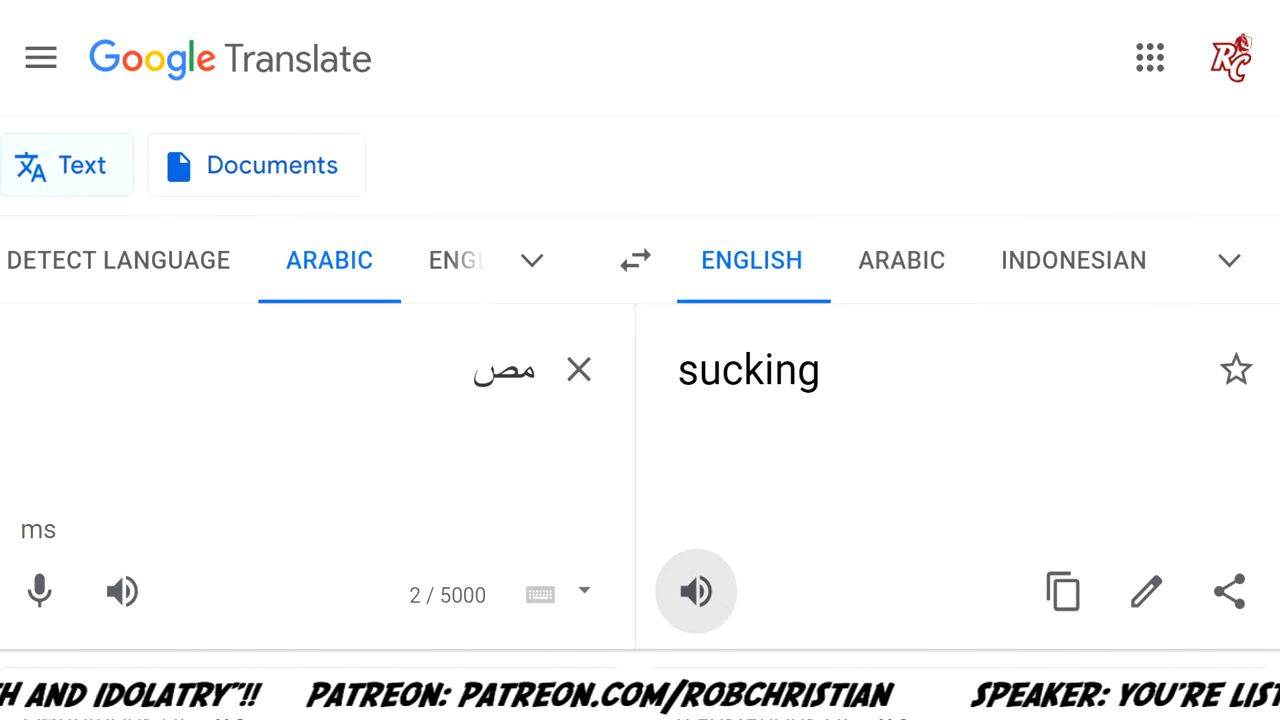 Google Translate
RC
Text
Documents
DETECT LANGUAGE ARABIC ENGL ENGLISH ARABIC INDONESIAN
مص
sucking
ms
2 / 5000
TH AND IDOLATRY"!! PATREON: PATREON.COM/ROBCHRISTIAN SPEAKER: YOU'RE LIST